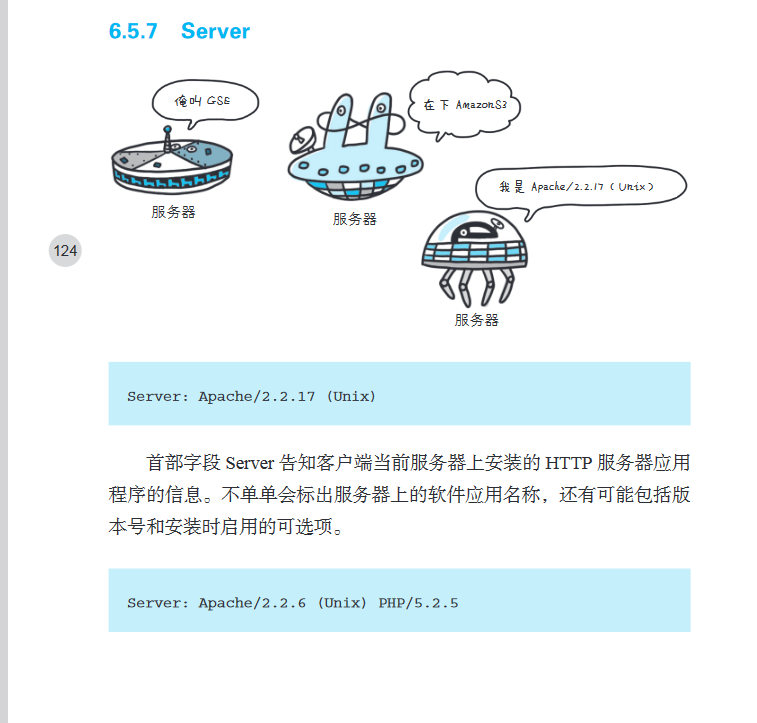 6.5.7 Server
俺叫 GSE
在下 AmazonS3
我是 Apache/2.2.17 ( Unix )
服务器
服务器
服务器
124
Server: Apache/2.2.17 (Unix)
首部字段 Server 告知客户端当前服务器上安装的 HTTP 服务器应用
程序的信息。不单单会标出服务器上的软件应用名称，还有可能包括版
本号和安装时启用的可选项。
Server: Apache/2.2.6 (Unix) PHP/5.2.5